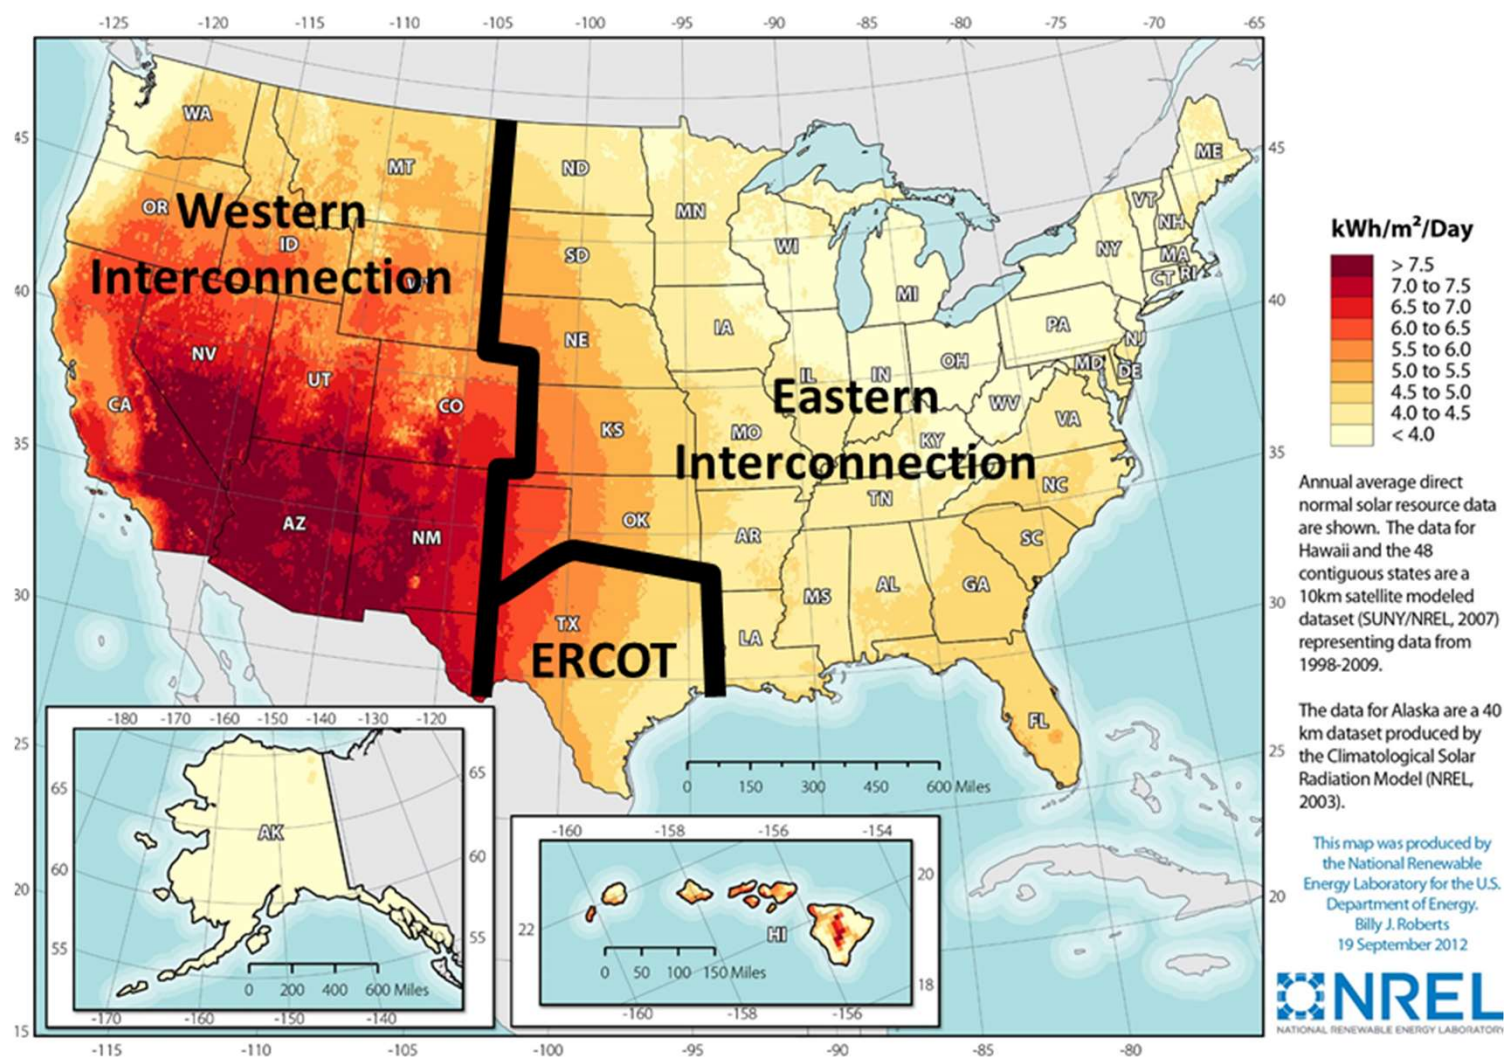 -125 -120 -115 -110 -105 -100 -95 -90 -85 -80 -75 -70 -65
45
40
35
30
25
20
15
45
40
35
30
25
20
-115 -110 -105 -100 -95 -90 -85 -80
WA
MT
ND
MN
ME
VT
NH
OR
Western
ID
Interconnection
WY
SD
WI
NY
MA
CT RI
MI
NV
UT
CA
CO
NE
IA
PA
NJ
OH
IL
IN
MD
DE
Eastern
WV
KS
MO
KY
VA
Interconnection
AZ
NM
OK
AR
TN
NC
SC
MS
AL
GA
TX
LA
ERCOT
FL
0 150 300 450 600 Miles
-180 -170 -160 -150 -140 -130 -120
65
60
55
65
60
55
AK
0 200 400 600 Miles
-170 -160 -150 -140
-160 -158 -156 -154
22
20
18
HI
0 50 100 150 Miles
-160 -158 -156
kWh/m²/Day
> 7.5
7.0 to 7.5
6.5 to 7.0
6.0 to 6.5
5.5 to 6.0
5.0 to 5.5
4.5 to 5.0
4.0 to 4.5
< 4.0
Annual average direct
normal solar resource data
are shown. The data for
Hawaii and the 48
contiguous states are a
10km satellite modeled
dataset (SUNY/NREL, 2007)
representing data from
1998-2009.
The data for Alaska are a 40
km dataset produced by
the Climatological Solar
Radiation Model (NREL,
2003).
This map was produced by
the National Renewable
Energy Laboratory for the U.S.
Department of Energy.
Billy J. Roberts
19 September 2012
NREL
NATIONAL RENEWABLE ENERGY LABORATORY